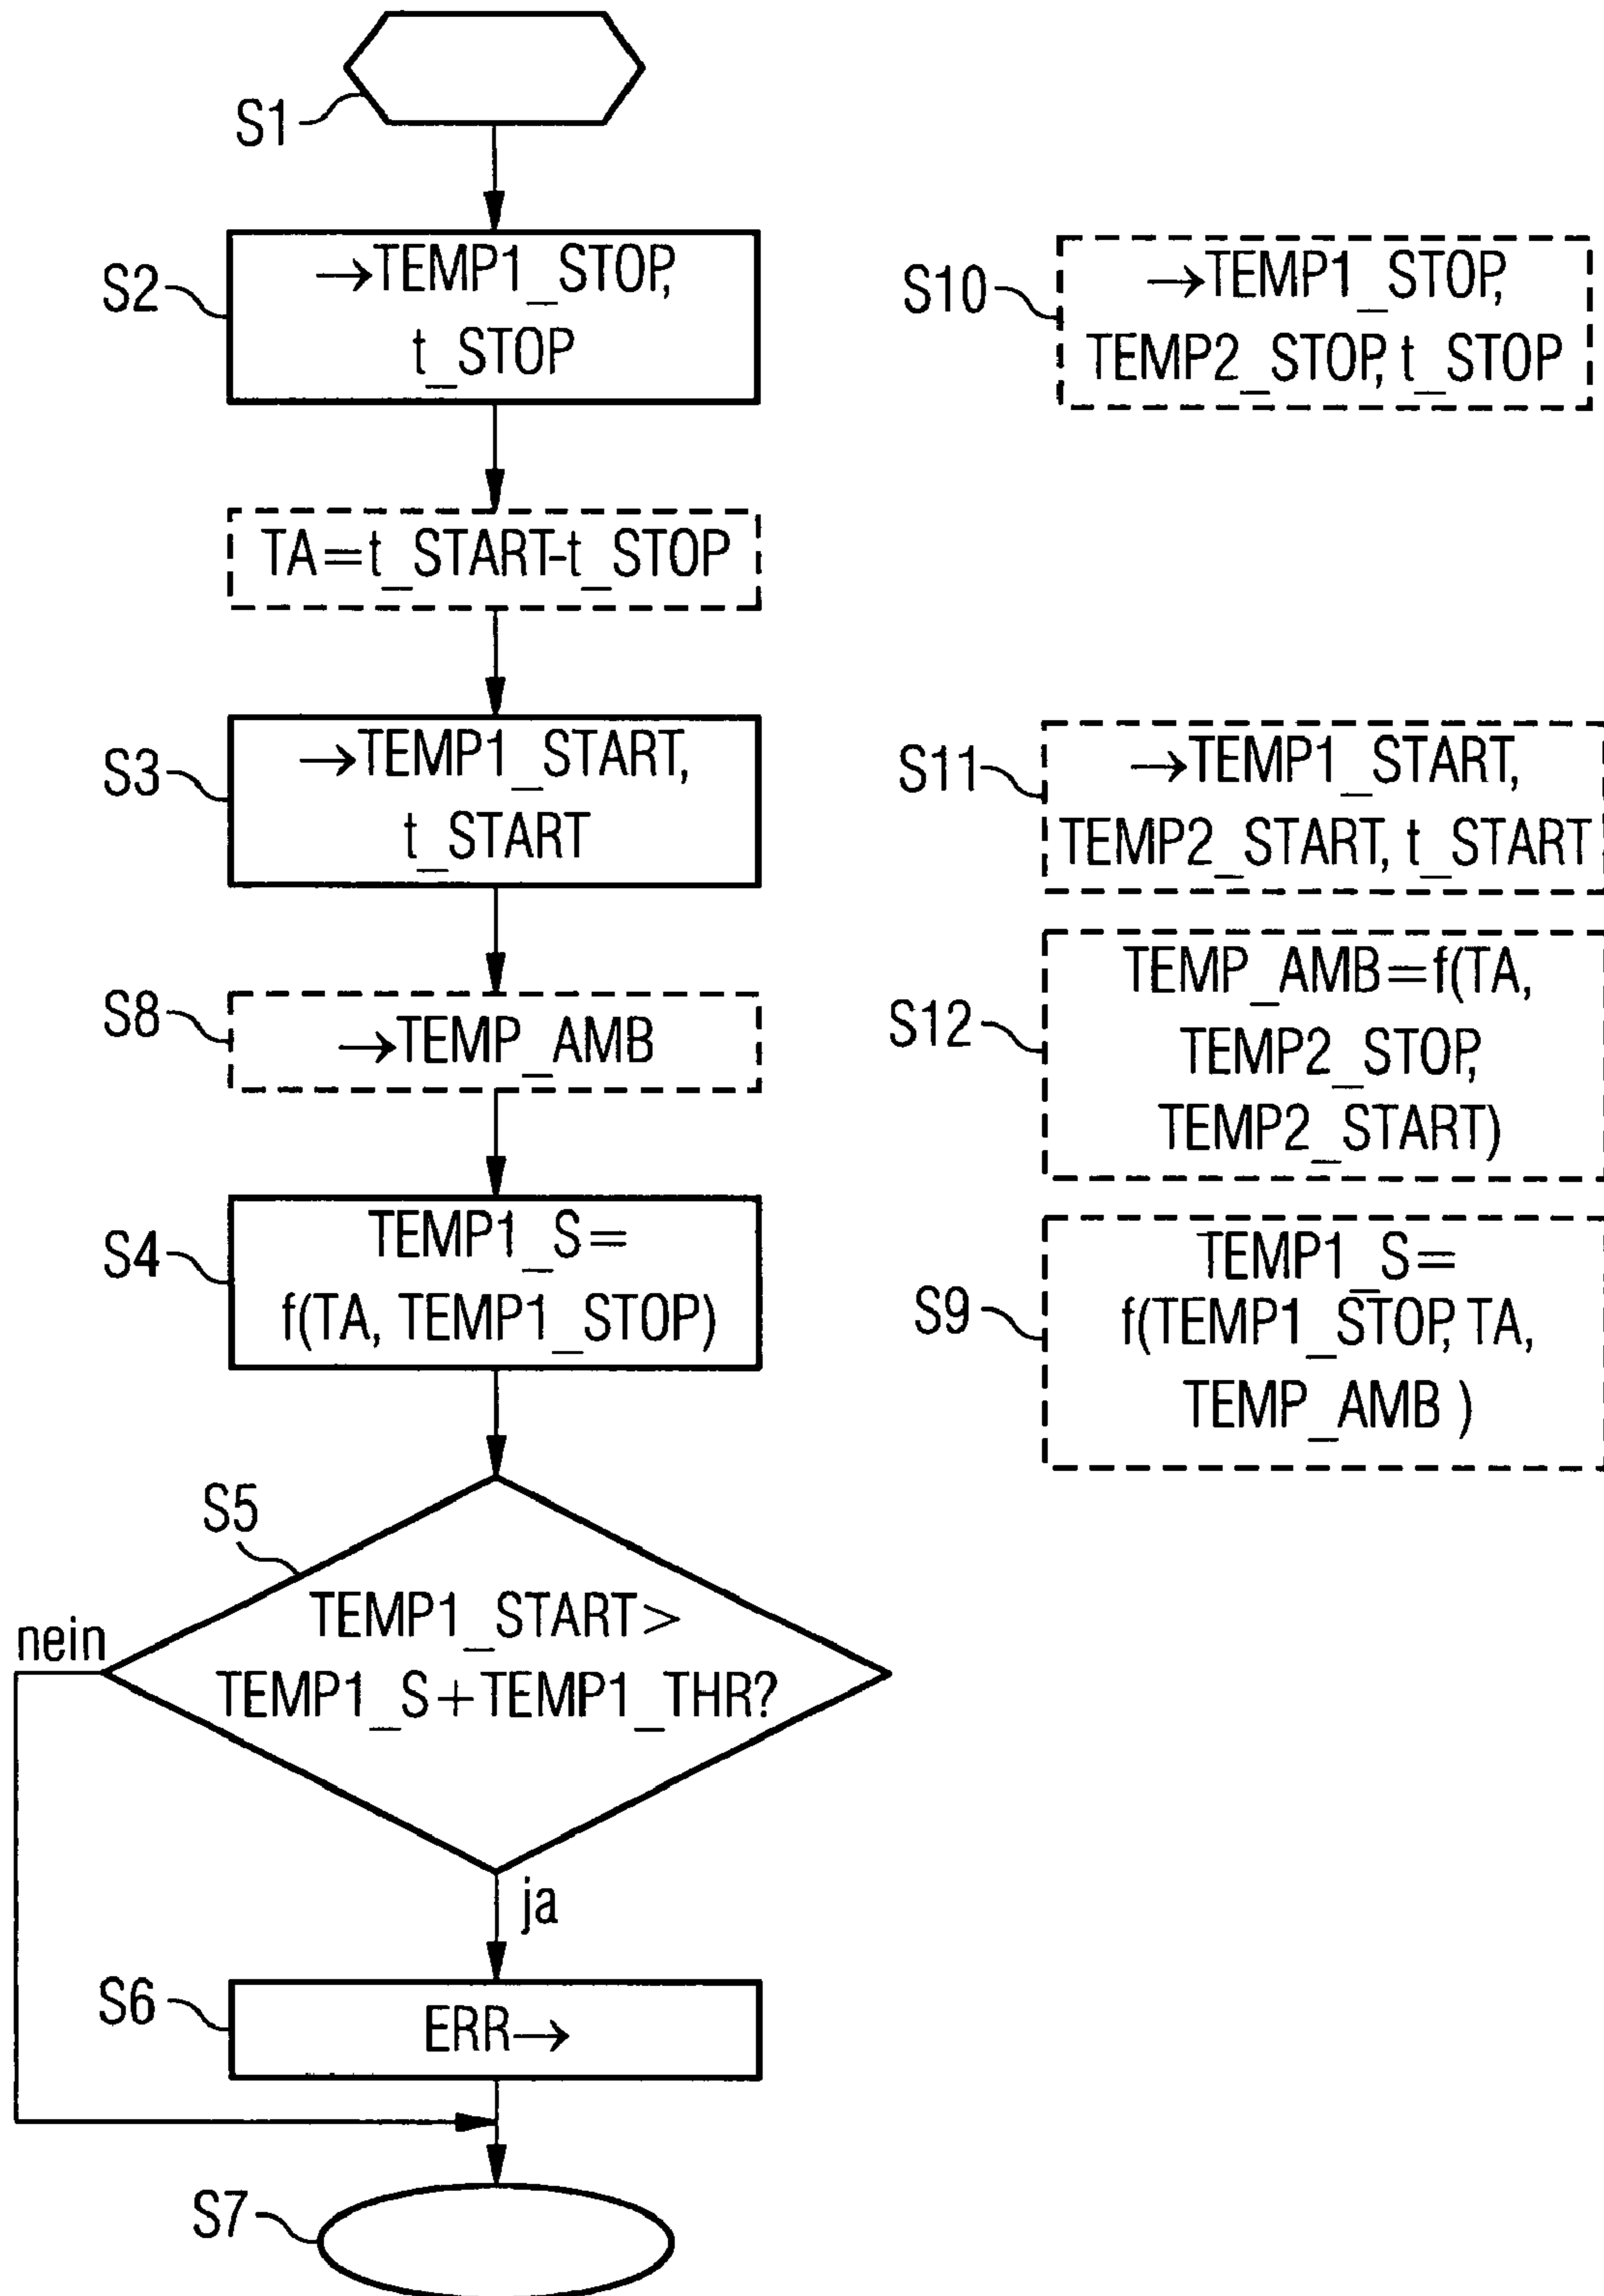 S1
S2
→TEMP1_STOP,
t_STOP
S10
→TEMP1_STOP,
TEMP2_STOP, t_STOP
TA=t_START-t_STOP
S3
→TEMP1_START,
t_START
S11
→TEMP1_START,
TEMP2_START, t_START
S8
→TEMP_AMB
S12
TEMP_AMB=f(TA,
TEMP2_STOP,
TEMP2_START)
S4
TEMP1_S=
f(TA, TEMP1_STOP)
S9
TEMP1_S=
f(TEMP1_STOP, TA,
TEMP_AMB )
S5
TEMP1_START>
TEMP1_S+TEMP1_THR?
nein
ja
S6
ERR→
S7